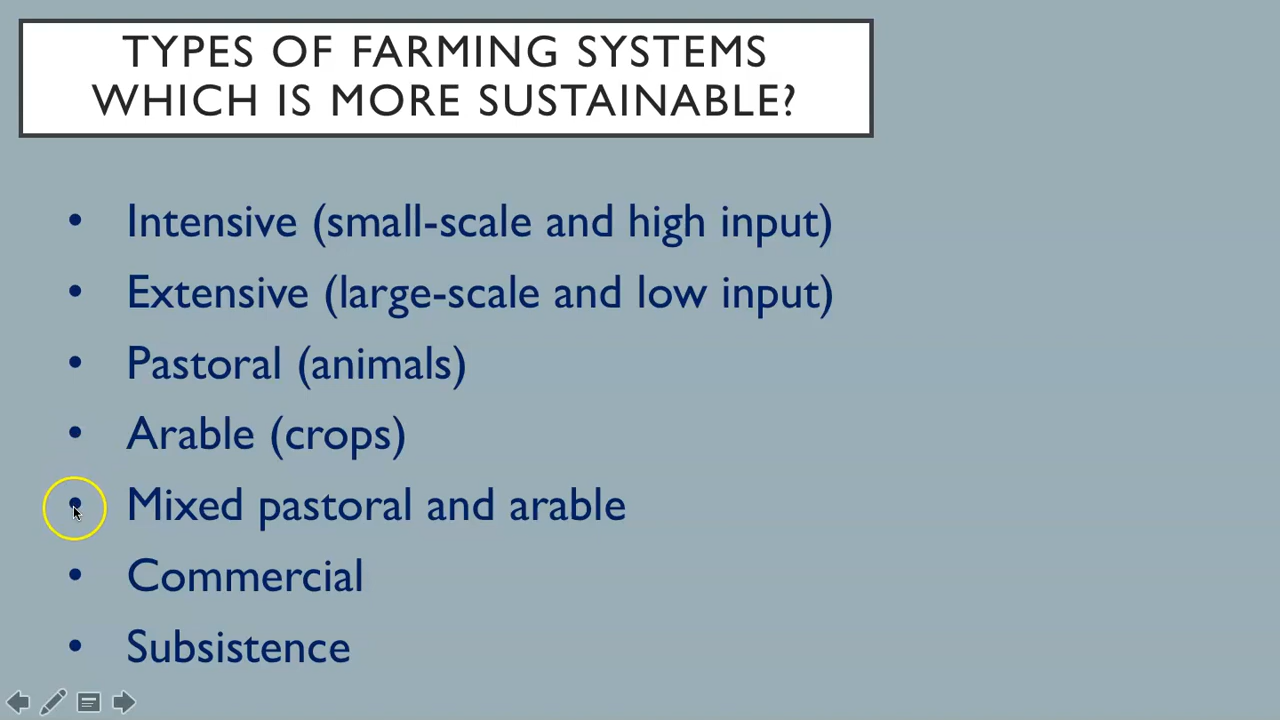 TYPES OF FARMING SYSTEMS
WHICH IS MORE SUSTAINABLE?
• Intensive (small-scale and high input)
• Extensive (large-scale and low input)
• Pastoral (animals)
• Arable (crops)
• Mixed pastoral and arable
• Commercial
• Subsistence